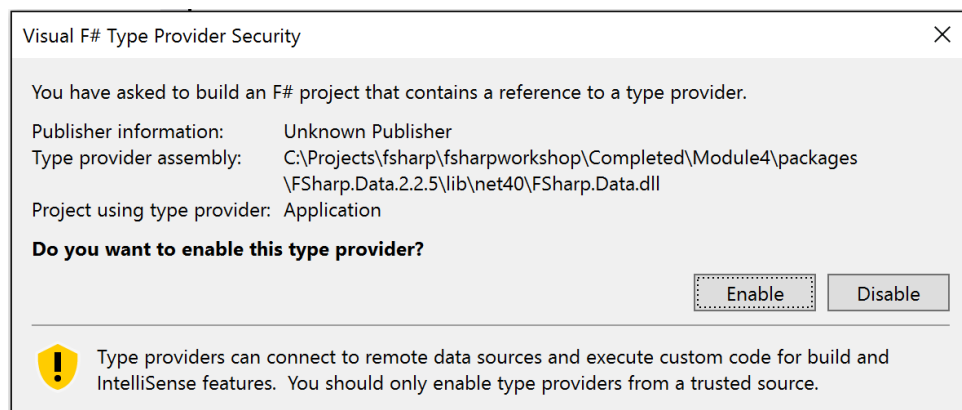 Visual F# Type Provider Security
You have asked to build an F# project that contains a reference to a type provider.
Publisher information: Unknown Publisher
Type provider assembly: C:\Projects\fsharp\fsharpworkshop\Completed\Module4\packages
\FSharp.Data.2.2.5\lib\net40\FSharp.Data.dll
Project using type provider: Application
Do you want to enable this type provider?
Enable Disable
Type providers can connect to remote data sources and execute custom code for build and
IntelliSense features. You should only enable type providers from a trusted source.